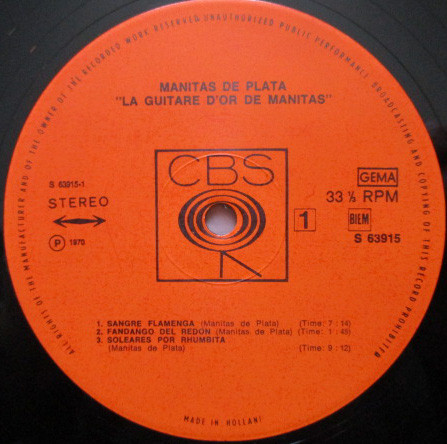 ALL RIGHTS OF THE MANUFACTURER AND OF THE OWNER OF THE RECORDED WORK RESERVED UNAUTHORIZED PUBLIC PERFORMANCE BROADCASTING AND COPYING OF THIS RECORD PROHIBITED
MANITAS DE PLATA
"LA GUITARE D'OR DE MANITAS"
CBS
S 63915-1
STEREO
P 1970
GEMA
33 ⅓ RPM
1
BIEM
S 63915
1. SANGRE FLAMENGA (Manitas de Plata) (Time: 7 : 14)
2. FANDANGO DEL REDON (Manitas de Plata) (Time: 1 : 45)
3. SOLEARES POR RHUMBITA
(Manitas de Plata) (Time: 9 : 12)
MADE IN HOLLAND